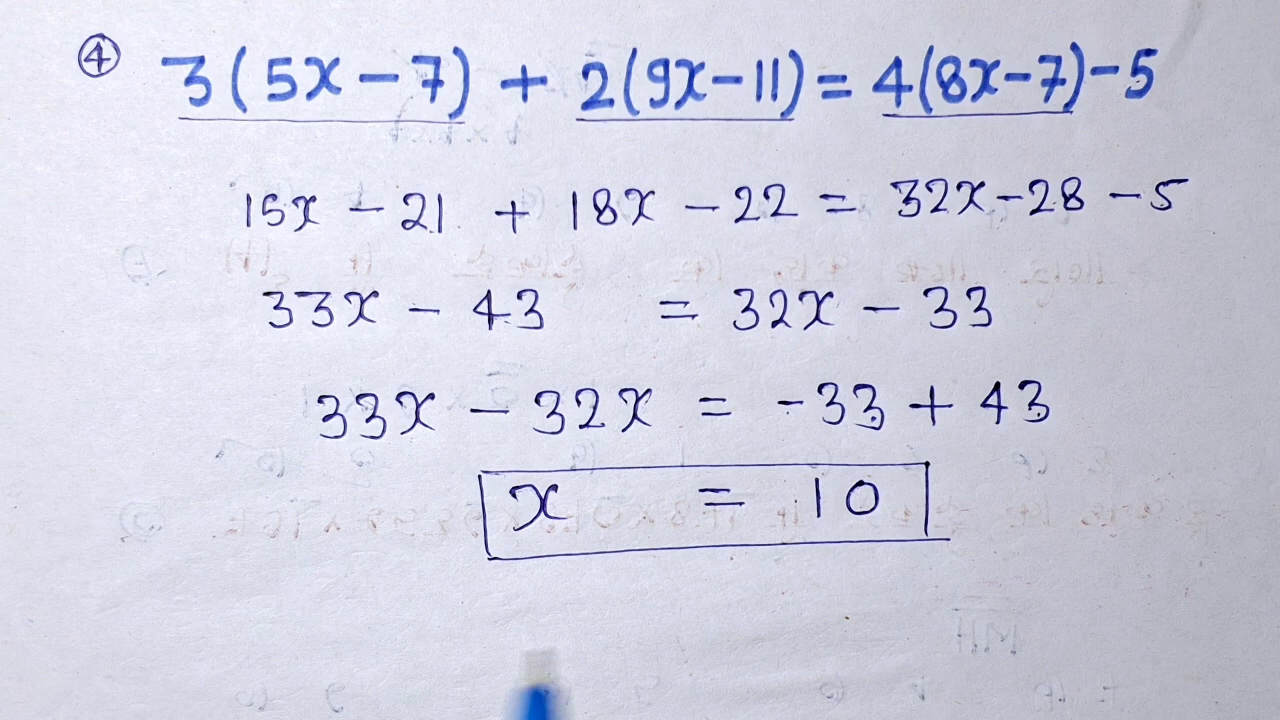 ④ 3(5x-7) + 2(9x-11) = 4(8x-7)-5
15x - 21 + 18x - 22 = 32x-28-5
33x - 43 = 32x - 33
33x - 32x = -33 + 43
x = 10